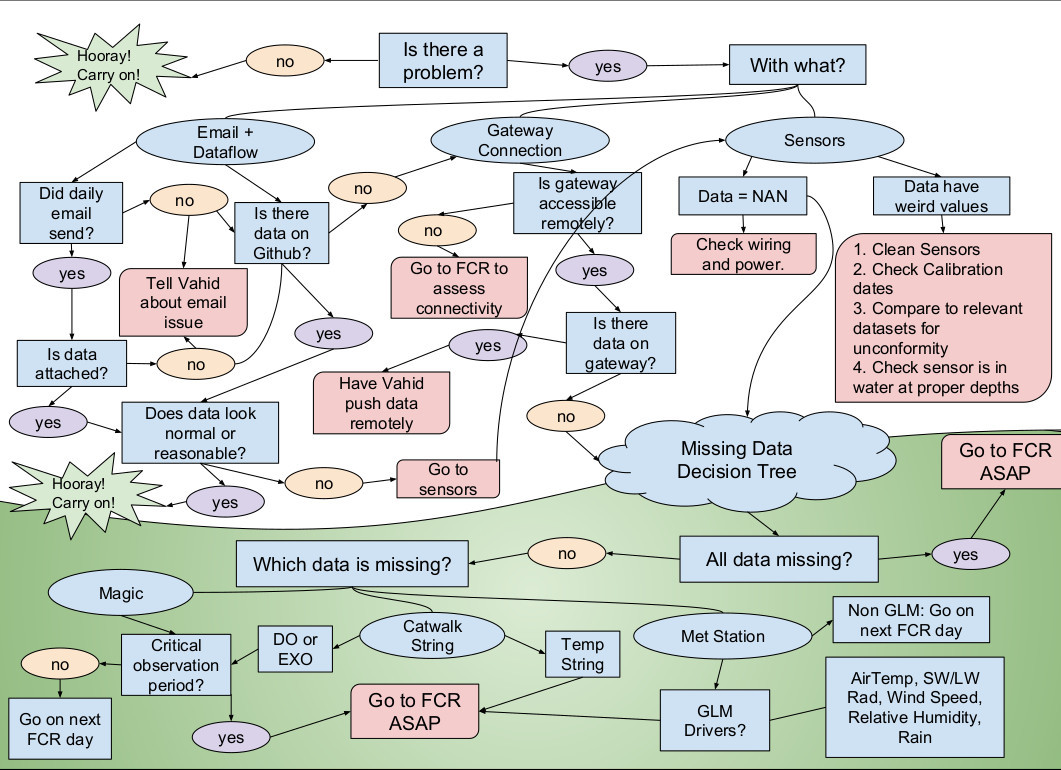 Hooray!
Carry on!
no
Is there a
problem?
yes
With what?
Email +
Dataflow
Gateway
Connection
Sensors
Did daily
email
send?
no
Is there
data on
Github?
no
Is gateway
accessible
remotely?
Data = NAN
Data have
weird values
yes
Tell Vahid
about email
issue
no
Go to FCR to
assess
connectivity
yes
Check wiring
and power.
1. Clean Sensors
2. Check Calibration
dates
3. Compare to relevant
datasets for
unconformity
4. Check sensor is in
water at proper depths
Is data
attached?
no
yes
yes
Is there
data on
gateway?
Have Vahid
push data
remotely
no
yes
Does data look
normal or
reasonable?
Missing Data
Decision Tree
Go to FCR
ASAP
Hooray!
Carry on!
yes
no
Go to
sensors
Which data is missing?
no
All data missing?
yes
Magic
Critical
observation
period?
DO or
EXO
Catwalk
String
Temp
String
Met Station
Non GLM: Go on
next FCR day
no
Go on next
FCR day
yes
Go to FCR
ASAP
GLM
Drivers?
AirTemp, SW/LW
Rad, Wind Speed,
Relative Humidity,
Rain